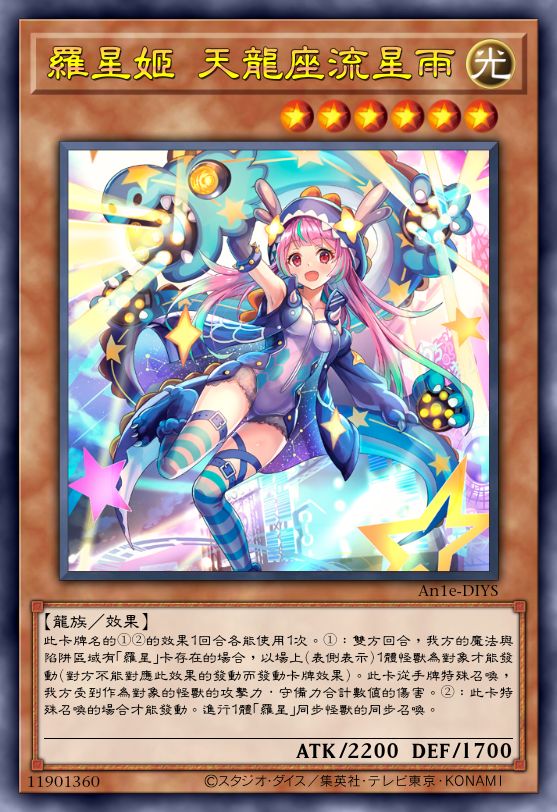 羅星姬 天龍座流星雨
光
An1e-DIYS
【龍族／效果】
此卡牌名的①②的效果1回合各能使用1次。①：雙方回合，我方的魔法與
陷阱區域有｢羅星｣卡存在的場合，以場上(表側表示)1體怪獸為對象才能發
動(對方不能對應此效果的發動而發動卡牌效果)。此卡從手牌特殊召喚，
我方受到作為對象的怪獸的攻擊力·守備力合計數值的傷害。②：此卡特
殊召喚的場合才能發動。進行1體｢羅星｣同步怪獸的同步召喚。
ATK/2200 DEF/1700
11901360 ©スタジオ・ダイス／集英社・テレビ東京・KONAMI